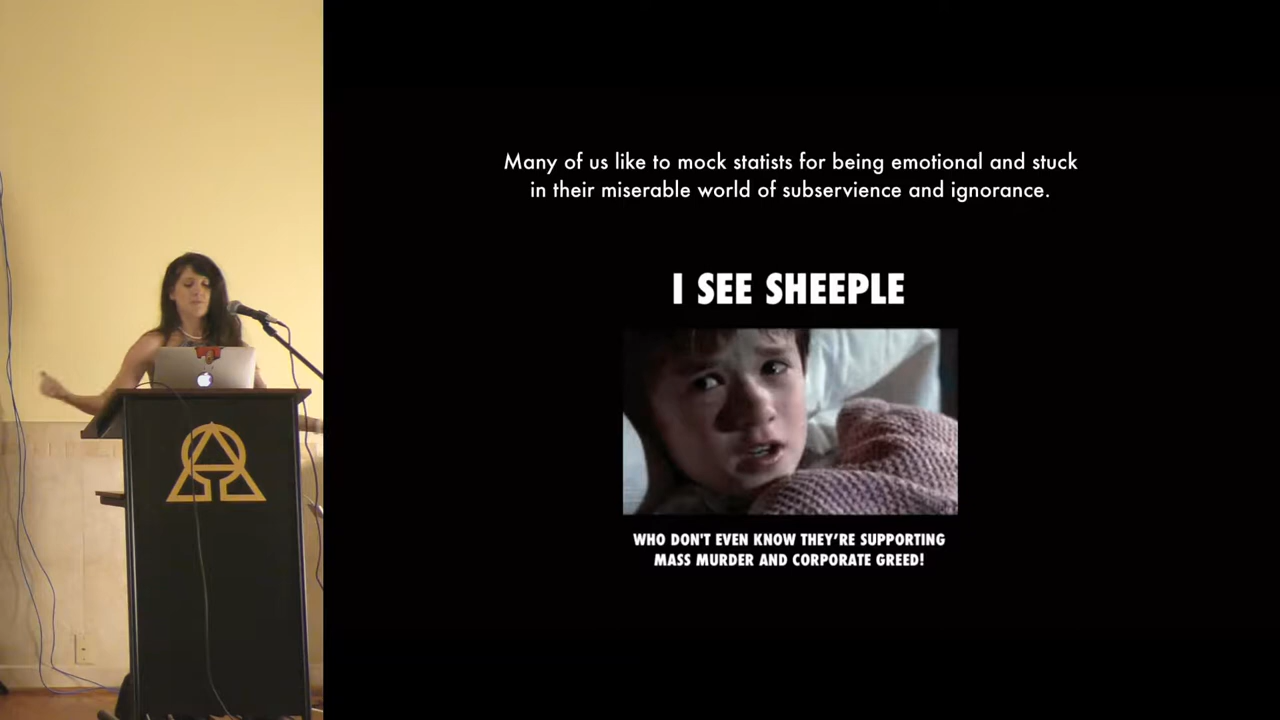 Many of us like to mock statists for being emotional and stuck
in their miserable world of subservience and ignorance.
I SEE SHEEPLE
WHO DON'T EVEN KNOW THEY'RE SUPPORTING
MASS MURDER AND CORPORATE GREED!